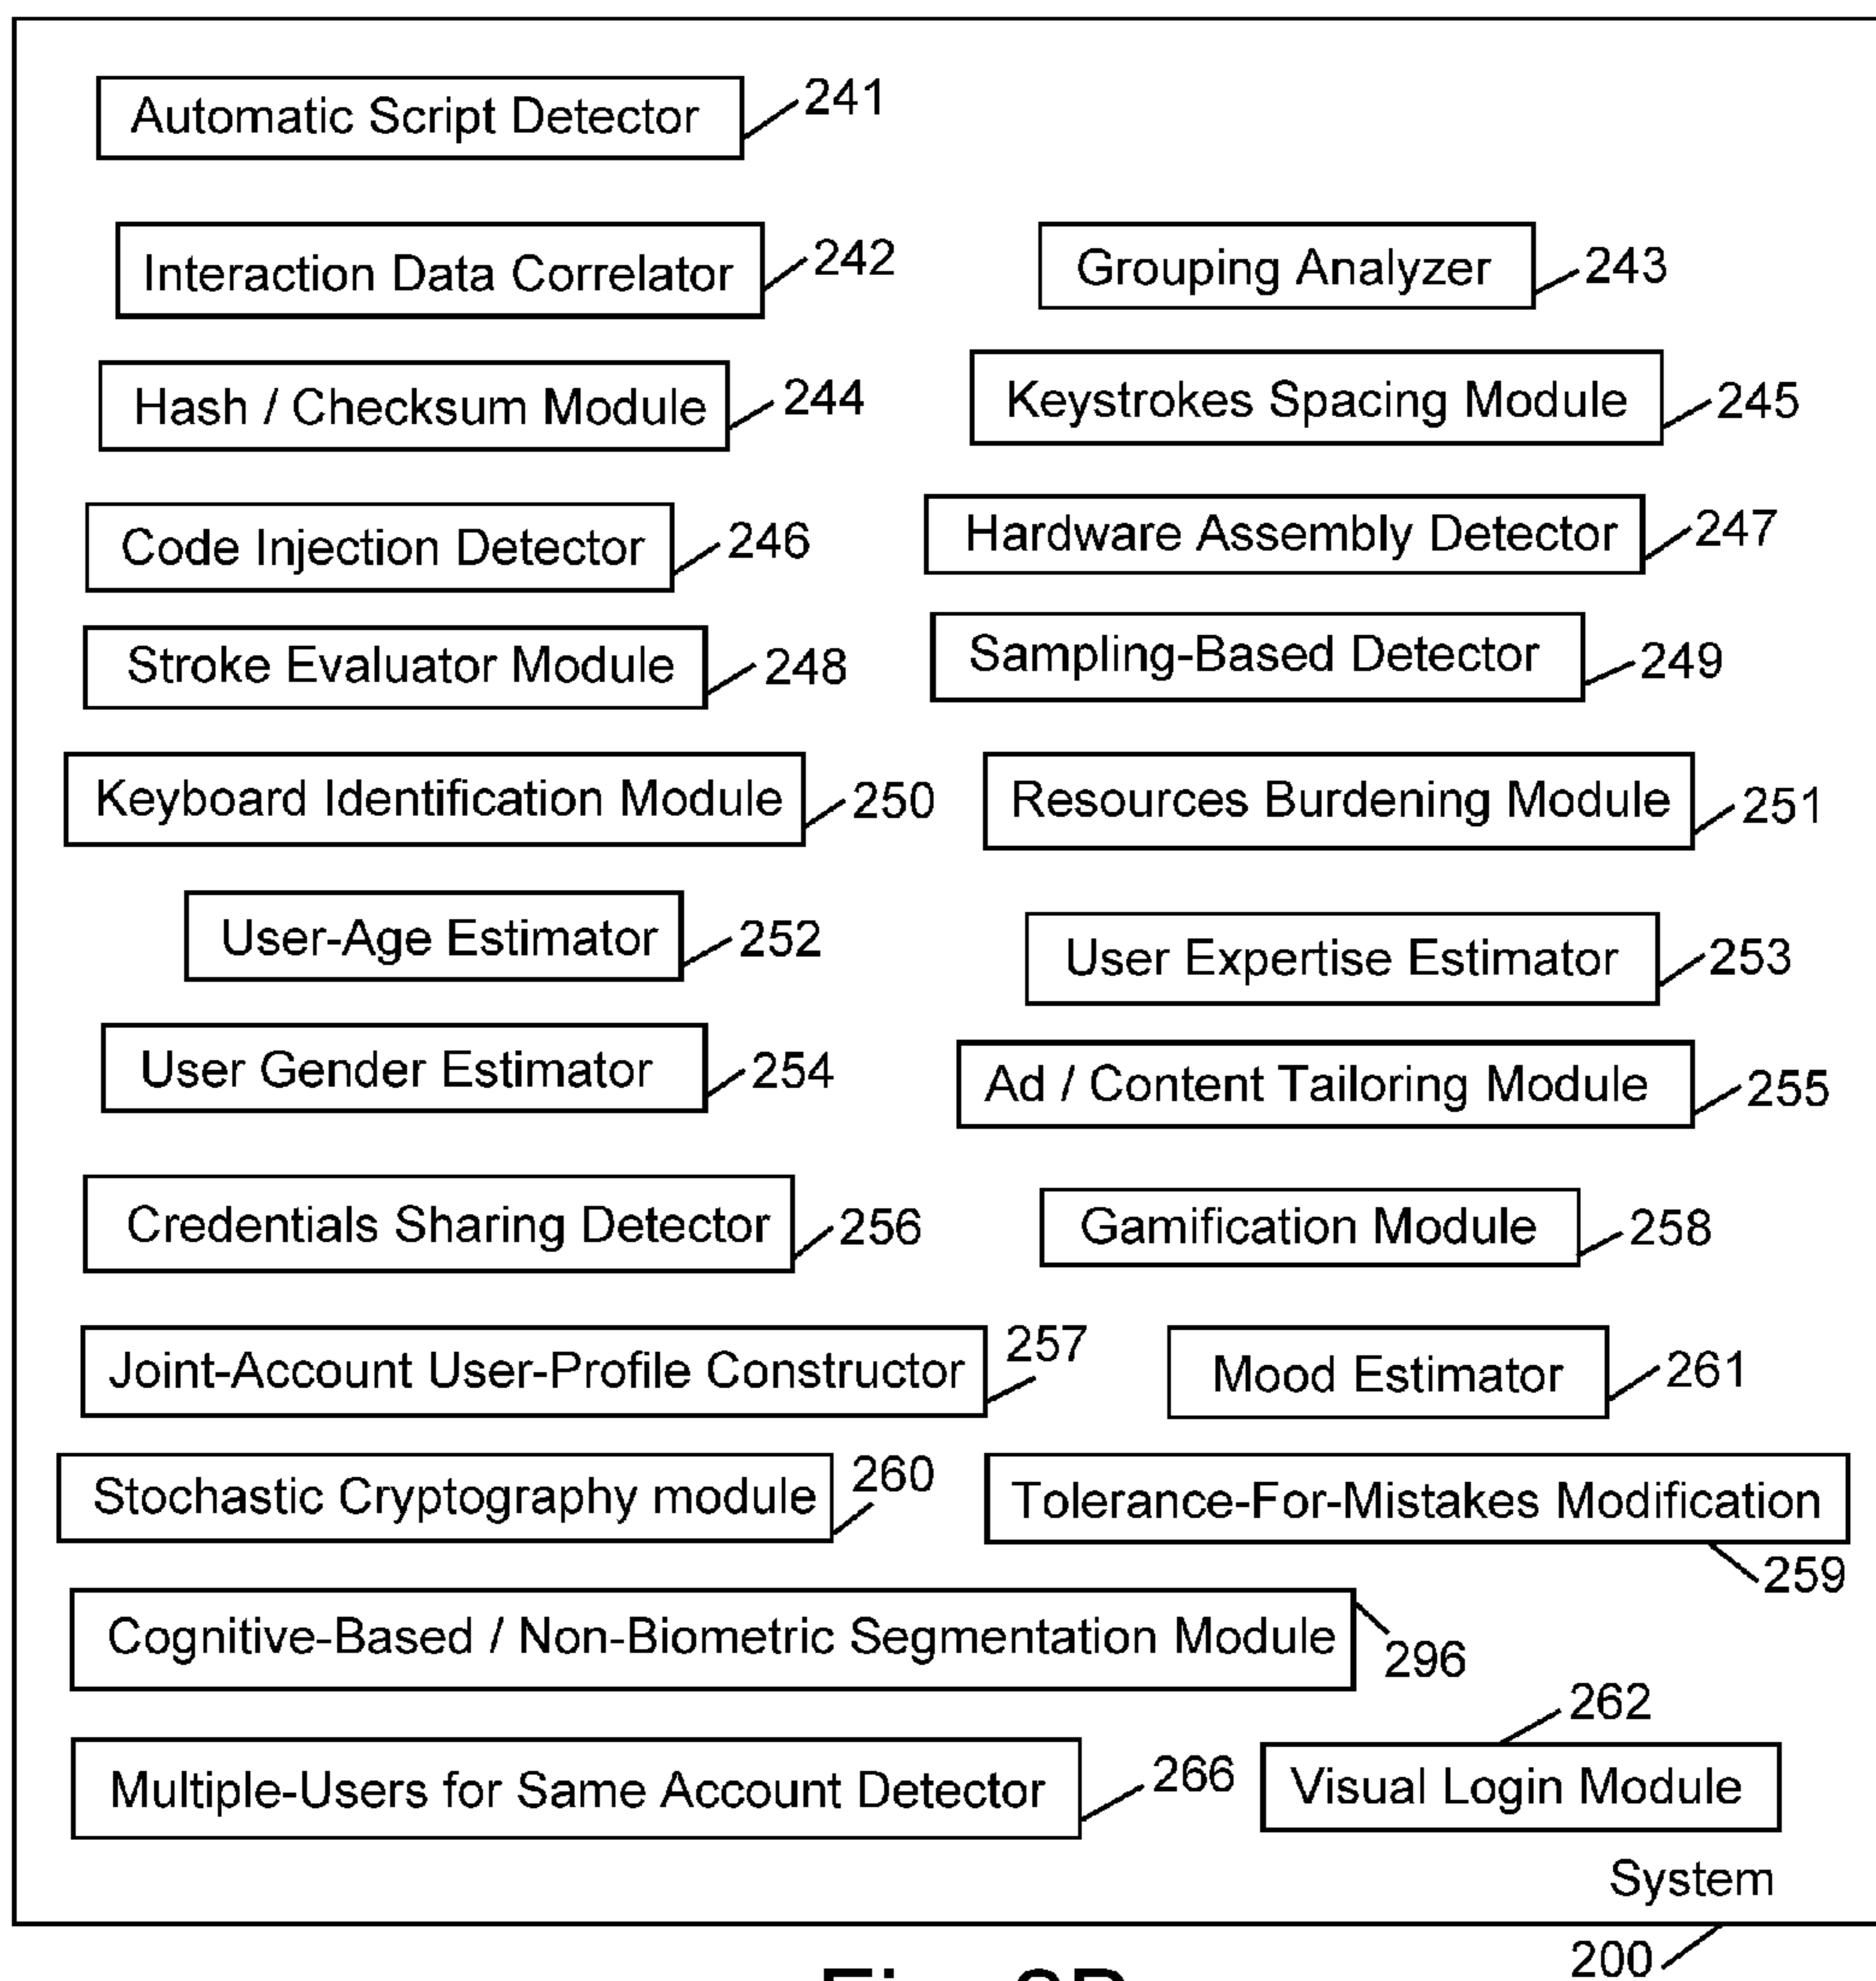 Automatic Script Detector 241
Interaction Data Correlator 242 Grouping Analyzer 243
Hash / Checksum Module 244 Keystrokes Spacing Module 245
Code Injection Detector 246 Hardware Assembly Detector 247
Stroke Evaluator Module 248 Sampling-Based Detector 249
Keyboard Identification Module 250 Resources Burdening Module 251
User-Age Estimator 252 User Expertise Estimator 253
User Gender Estimator 254 Ad / Content Tailoring Module 255
Credentials Sharing Detector 256 Gamification Module 258
Joint-Account User-Profile Constructor 257 Mood Estimator 261
Stochastic Cryptography module 260 Tolerance-For-Mistakes Modification
259
Cognitive-Based / Non-Biometric Segmentation Module 296
262
Multiple-Users for Same Account Detector 266 Visual Login Module
System
200